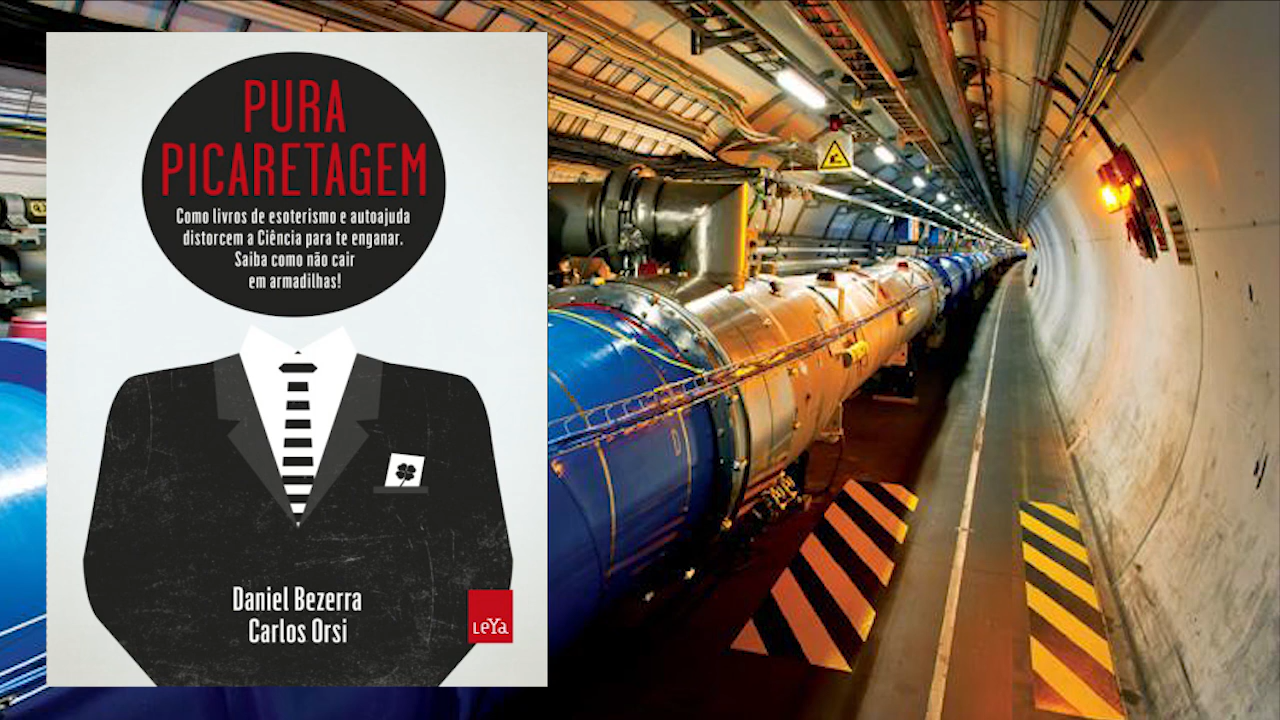 PURA
PICARETAGEM
Como livros de esoterismo e autoajuda
distorcem a Ciência para te enganar.
Saiba como não cair
em armadilhas!
Daniel Bezerra
Carlos Orsi
LeYa